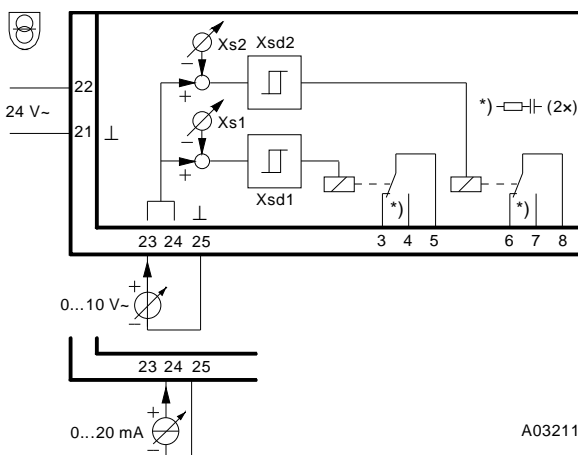 Xs2
Xsd2
22
24 V~
*) (2×)
Xs1
21
+
−
+
−
Xsd1
*)
*)
23 24 25
3 4 5
6 7 8
+
0...10 V~
−
23 24 25
+
0...20 mA
−
A03211